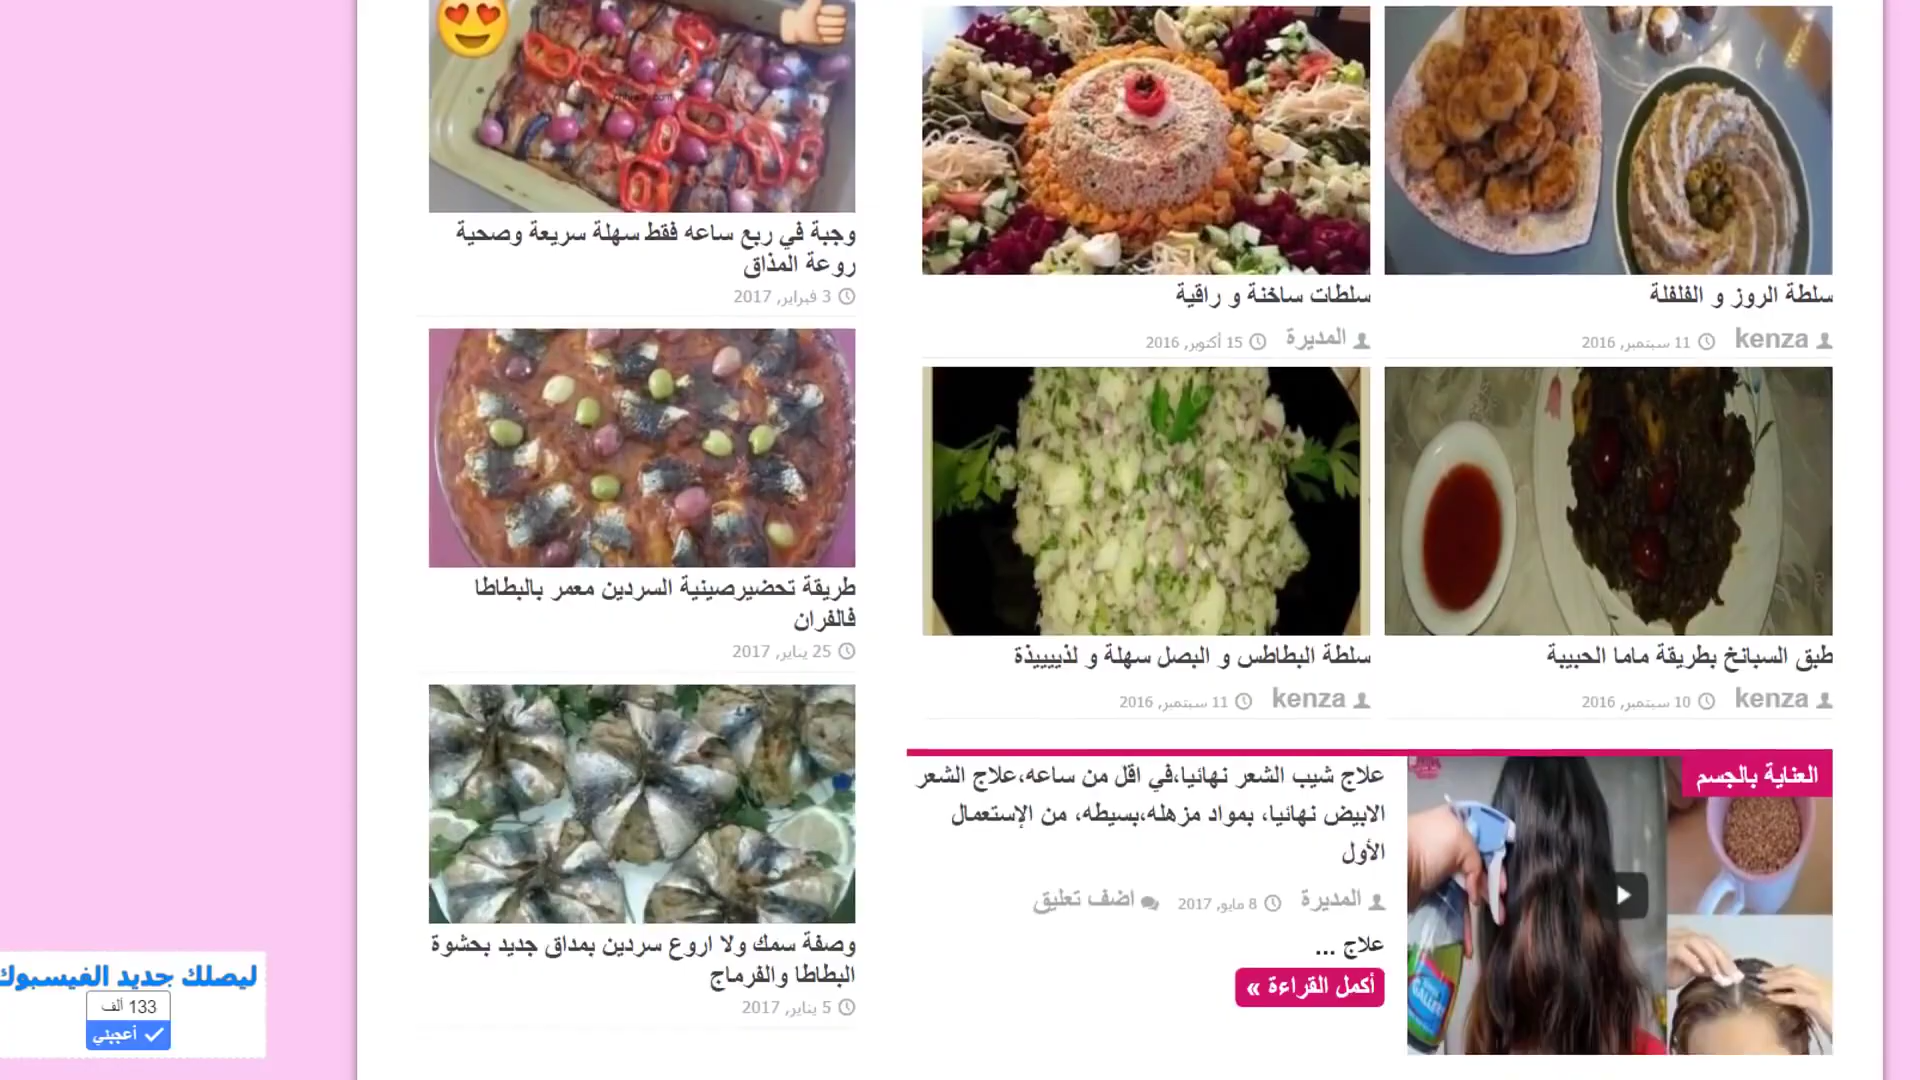 سلطة الروز و الفلفلة
kenza
11 سبتمبر, 2016
سلطات ساخنة و راقية
المديرة
15 أكتوبر, 2016
طبق السبانخ بطريقة ماما الحبيبة
kenza
10 سبتمبر, 2016
سلطة البطاطس و البصل سهلة و لذييييذة
kenza
11 سبتمبر, 2016
العناية بالجسم
علاج شيب الشعر نهائيا،في اقل من ساعه،علاج الشعر
الابيض نهائيا، بمواد مزهله،بسيطه، من الإستعمال
الأول
المديرة
8 مايو, 2017
اضف تعليق
علاج ...
أكمل القراءة »
وجبة في ربع ساعه فقط سهلة سريعة وصحية
روعة المذاق
3 فبراير, 2017
طريقة تحضيرصينية السردين معمر بالبطاطا
فالفران
25 يناير, 2017
وصفة سمك ولا اروع سردين بمداق جديد بحشوة
البطاطا والفرماج
5 يناير, 2017
ليصلك جديد الفيسبوك
133 ألف
أعجبني